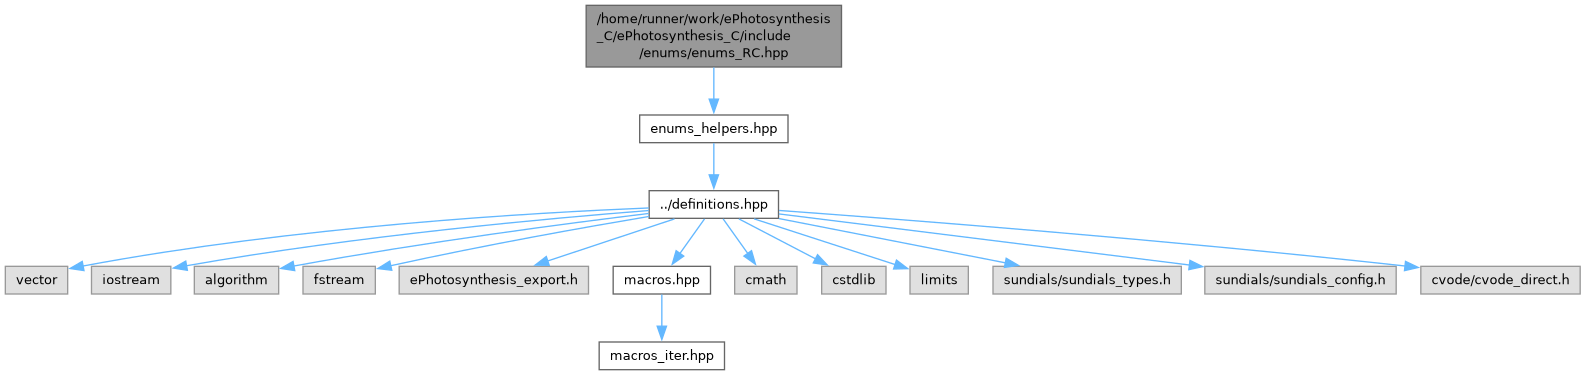 /home/runner/work/ePhotosynthesis
_C/ePhotosynthesis_C/include
/enums/enums_RC.hpp
enums_helpers.hpp
../definitions.hpp
vector
iostream
algorithm
fstream
ePhotosynthesis_export.h
macros.hpp
cmath
cstdlib
limits
sundials/sundials_types.h
sundials/sundials_config.h
cvode/cvode_direct.h
macros_iter.hpp